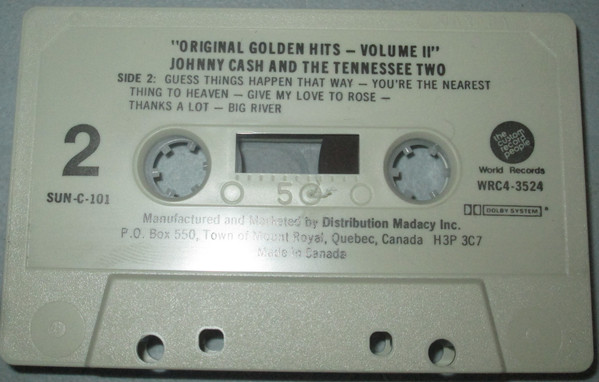 "ORIGINAL GOLDEN HITS – VOLUME II"
JOHNNY CASH AND THE TENNESSEE TWO
SIDE 2: GUESS THINGS HAPPEN THAT WAY – YOU'RE THE NEAREST
THING TO HEAVEN – GIVE MY LOVE TO ROSE –
THANKS A LOT – BIG RIVER
2
SUN-C-101
the custom record people
World Records
WRC4-3524
DOLBY SYSTEM *
50
Manufactured and Marketed by Distribution Madacy Inc.
P.O. Box 550, Town of Mount Royal, Quebec, Canada H3P 3C7
Made in Canada